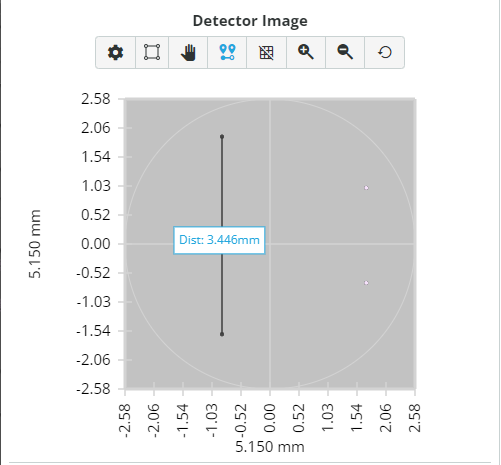 Detector Image
2.58
2.06
1.54
1.03
0.52
0.00
-0.52
-1.03
-1.54
-2.06
-2.58
5.150 mm
Dist: 3.446mm
-2.58 -2.06 -1.54 -1.03 -0.52 0.00 0.52 1.03 1.54 2.06 2.58
5.150 mm